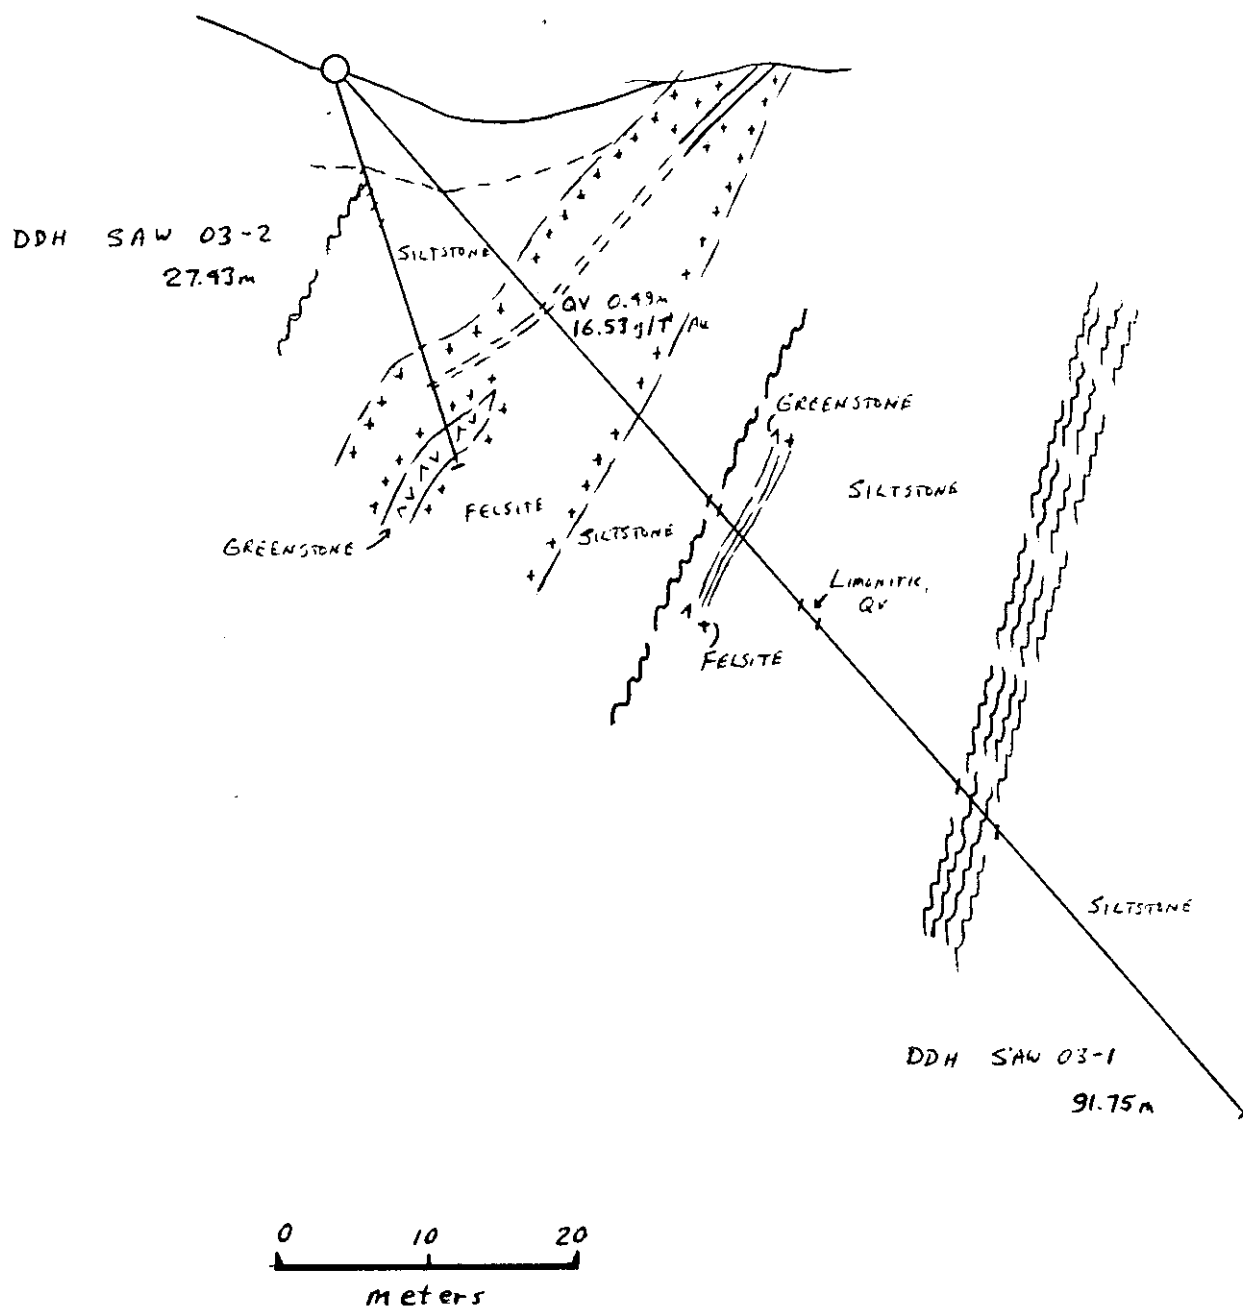 DDH SAW 03-2
27.43m
SILTSTONE
QV 0.49m
16.53 g/T Au
GREENSTONE
SILTSTONE
FELSITE
SILTSTONE
GREENSTONE
LIMONITIC,
QV
FELSITE
SILTSTONE
DDH SAW 03-1
91.75m
0 10 20
meters